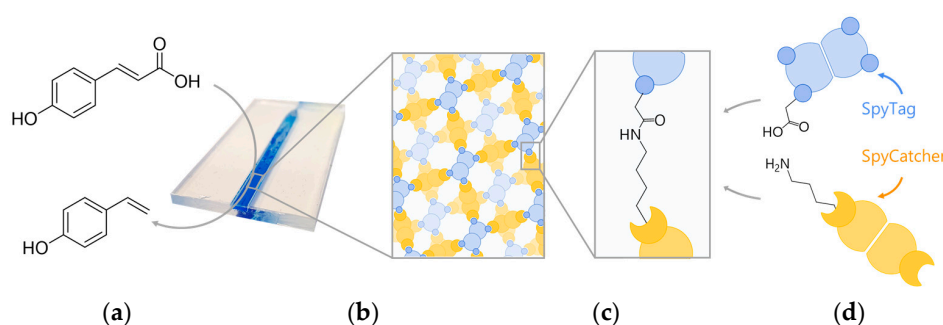 O
OH
HO
HO
(a)
(b)
HN
O
(c)
O
HO
SpyTag
SpyCatcher
H₂N
(d)